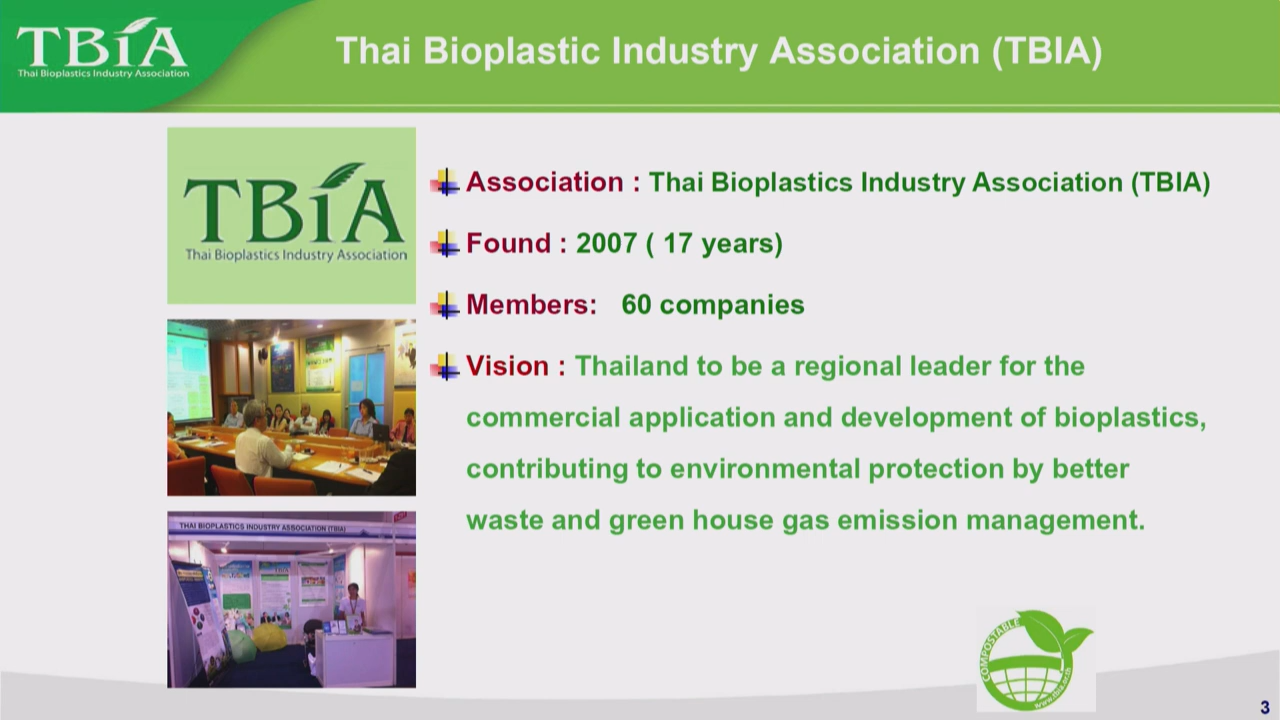 TBiA
Thai Bioplastics Industry Association
Thai Bioplastic Industry Association (TBIA)
TBiA
Thai Bioplastics Industry Association
Association : Thai Bioplastics Industry Association (TBIA)
Found : 2007 ( 17 years)
Members: 60 companies
Vision : Thailand to be a regional leader for the
commercial application and development of bioplastics,
contributing to environmental protection by better
waste and green house gas emission management.
THAI BIOPLASTICS INDUSTRY ASSOCIATION (TBIA)
TBIA
COMPOSTABLE
3